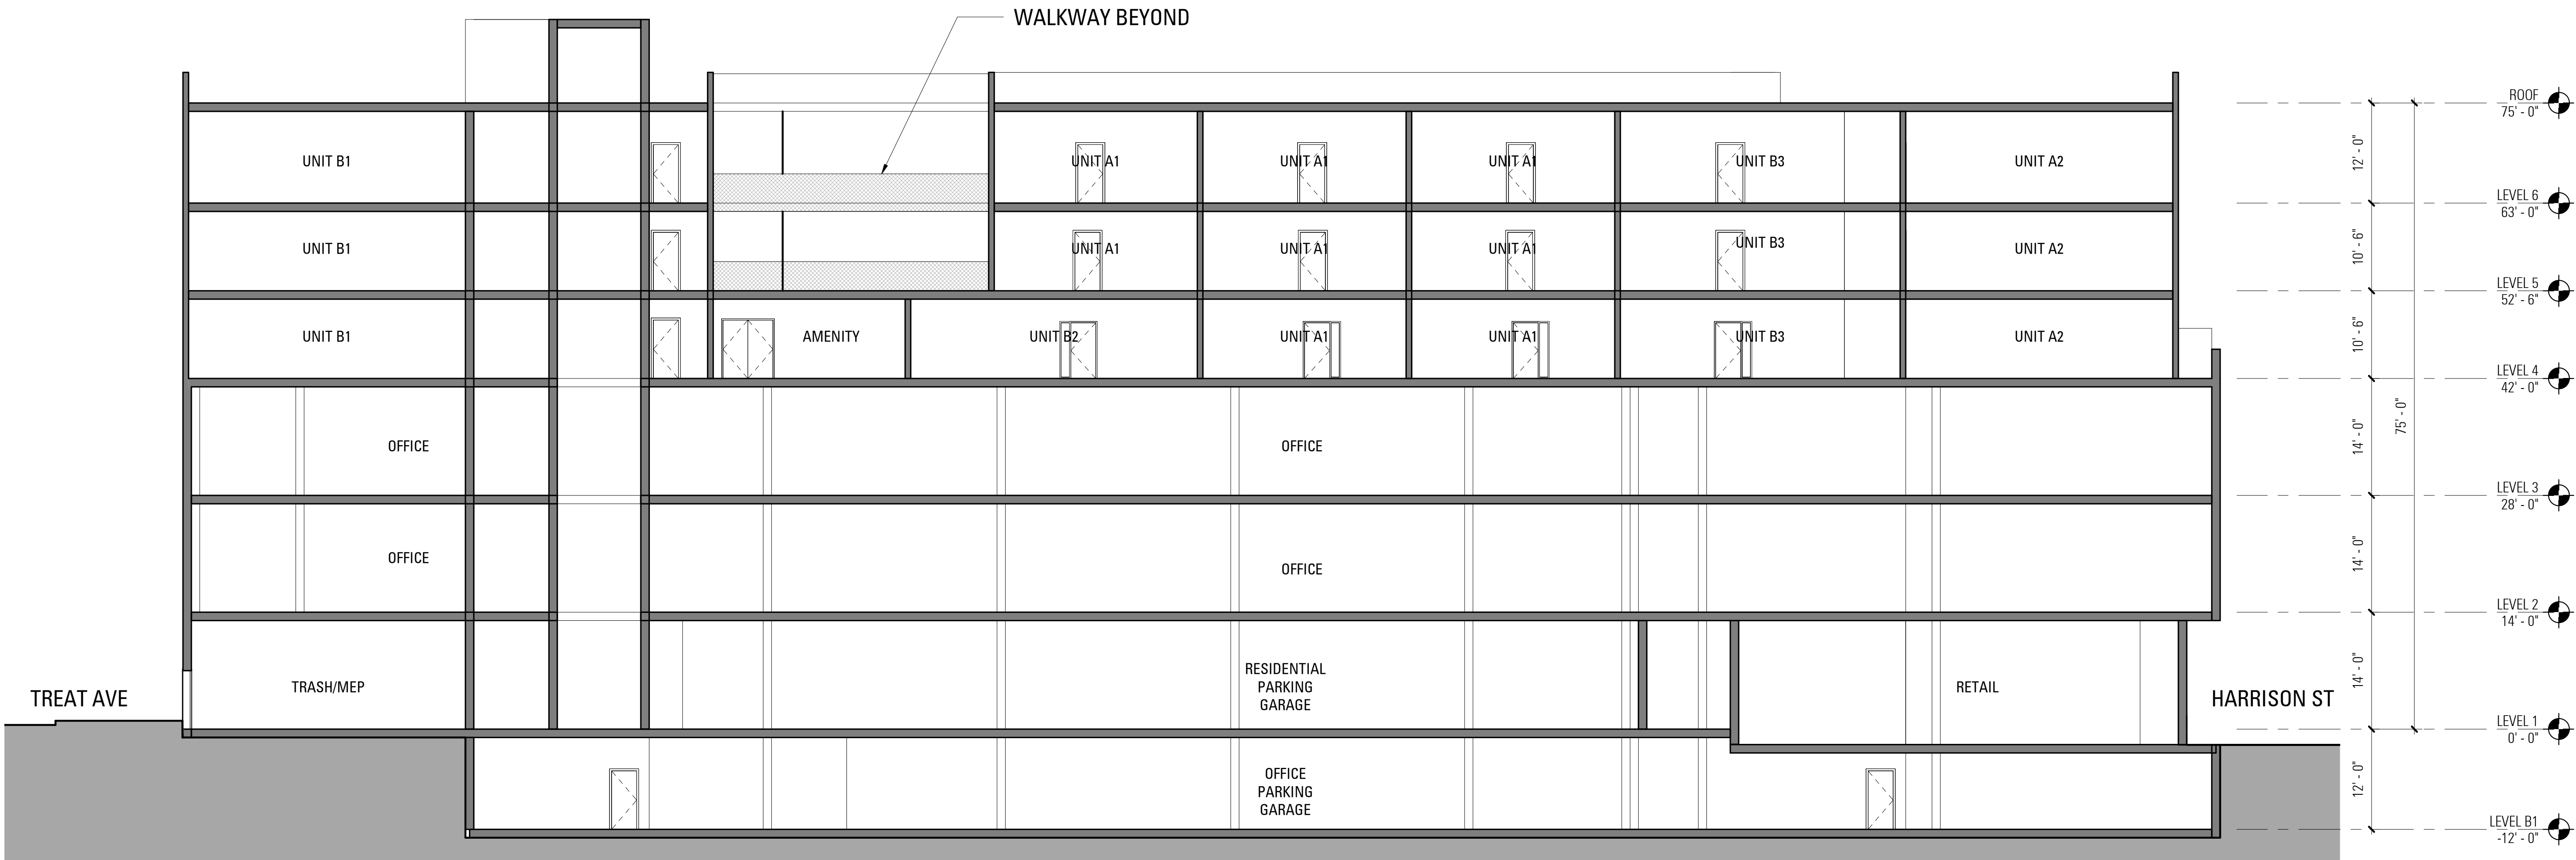 WALKWAY BEYOND
ROOF
75' - 0"
12' - 0"
UNIT B1
UNIT A1
UNIT A1
UNIT A1
UNIT B3
UNIT A2
LEVEL 6
63' - 0"
10' - 6"
UNIT B1
UNIT A1
UNIT A1
UNIT A1
UNIT B3
UNIT A2
LEVEL 5
52' - 6"
10' - 6"
UNIT B1
AMENITY
UNIT B2
UNIT A1
UNIT A1
UNIT B3
UNIT A2
LEVEL 4
42' - 0"
75' - 0"
14' - 0"
OFFICE
OFFICE
LEVEL 3
28' - 0"
14' - 0"
OFFICE
OFFICE
LEVEL 2
14' - 0"
14' - 0"
TREAT AVE
TRASH/MEP
RESIDENTIAL
PARKING
GARAGE
RETAIL
HARRISON ST
LEVEL 1
0' - 0"
12' - 0"
OFFICE
PARKING
GARAGE
LEVEL B1
-12' - 0"